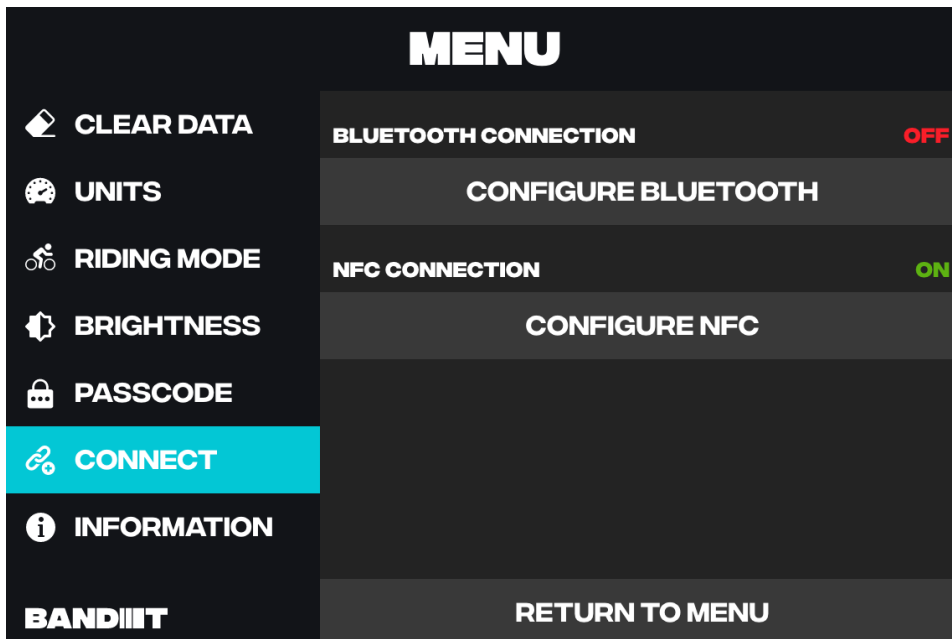 MENU
CLEAR DATA
UNITS
RIDING MODE
BRIGHTNESS
PASSCODE
CONNECT
INFORMATION
BANDIIIT
BLUETOOTH CONNECTION OFF
CONFIGURE BLUETOOTH
NFC CONNECTION ON
CONFIGURE NFC
RETURN TO MENU